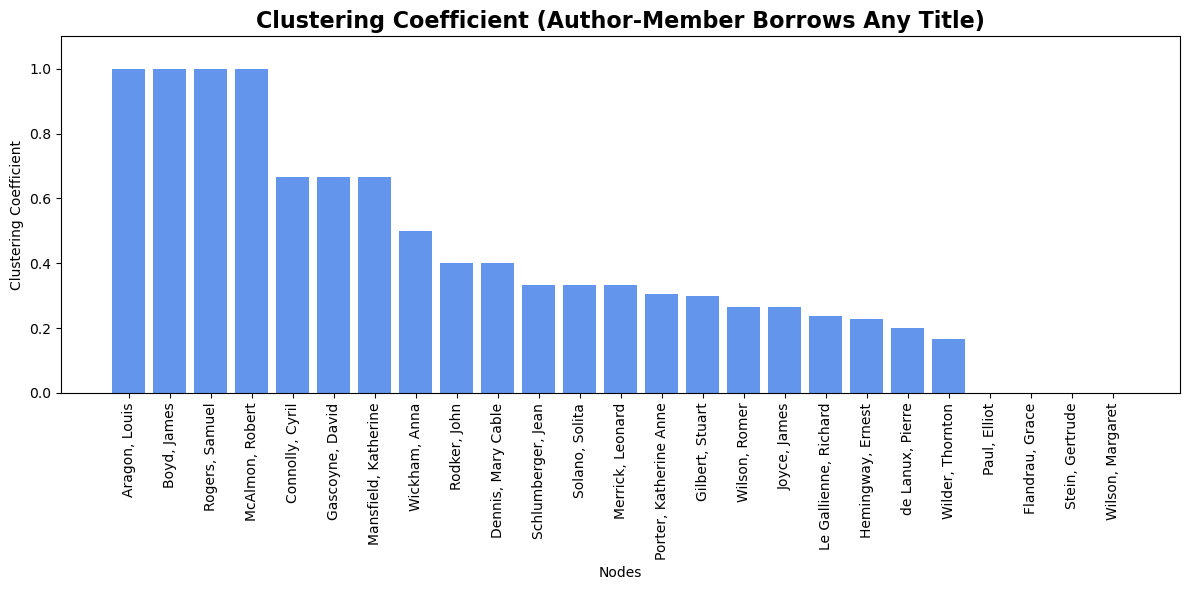 Clustering Coefficient (Author-Member Borrows Any Title)
Clustering Coefficient
1.0
0.8
0.6
0.4
0.2
0.0
Aragon, Louis
Boyd, James
Rogers, Samuel
McAlmon, Robert
Connolly, Cyril
Gascoyne, David
Mansfield, Katherine
Wickham, Anna
Rodker, John
Dennis, Mary Cable
Schlumberger, Jean
Solano, Solita
Merrick, Leonard
Porter, Katherine Anne
Gilbert, Stuart
Wilson, Romer
Joyce, James
Le Gallienne, Richard
Hemingway, Ernest
de Lanux, Pierre
Wilder, Thornton
Paul, Elliot
Flandrau, Grace
Stein, Gertrude
Wilson, Margaret
Nodes